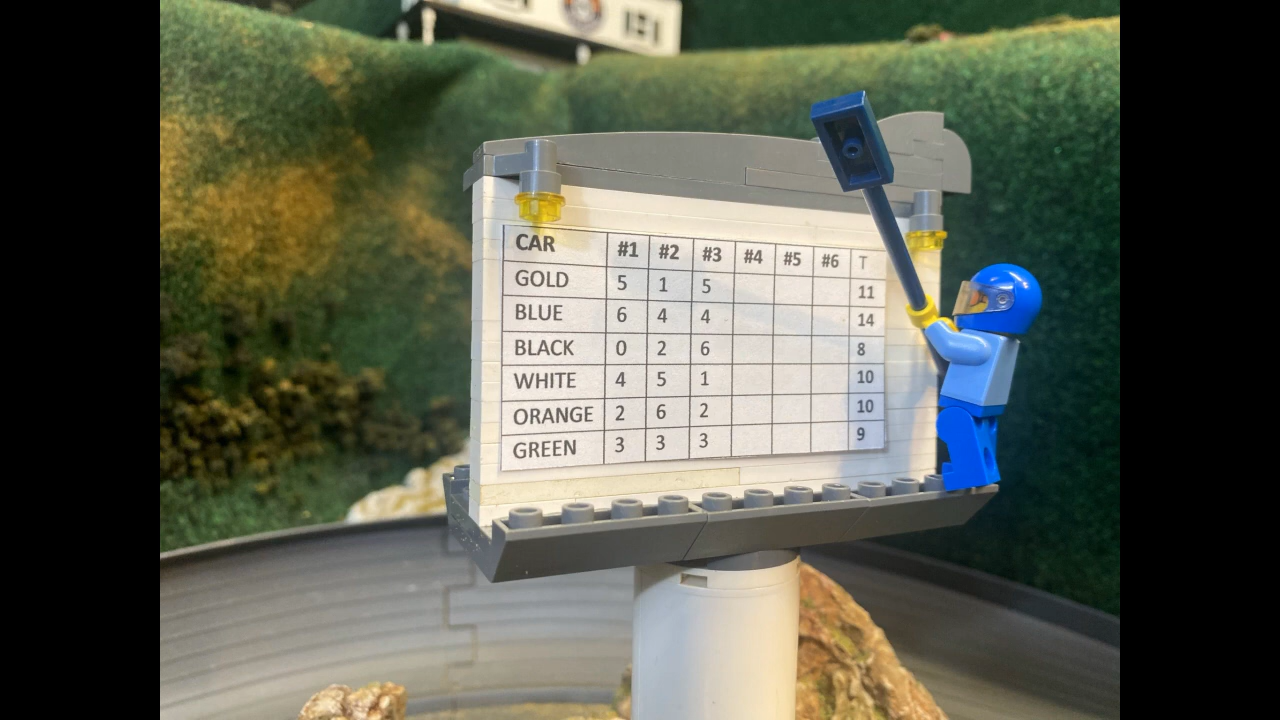 CAR #1 #2 #3 #4 #5 #6 T
GOLD 5 1 5 11
BLUE 6 4 4 14
BLACK 0 2 6 8
WHITE 4 5 1 10
ORANGE 2 6 2 10
GREEN 3 3 3 9